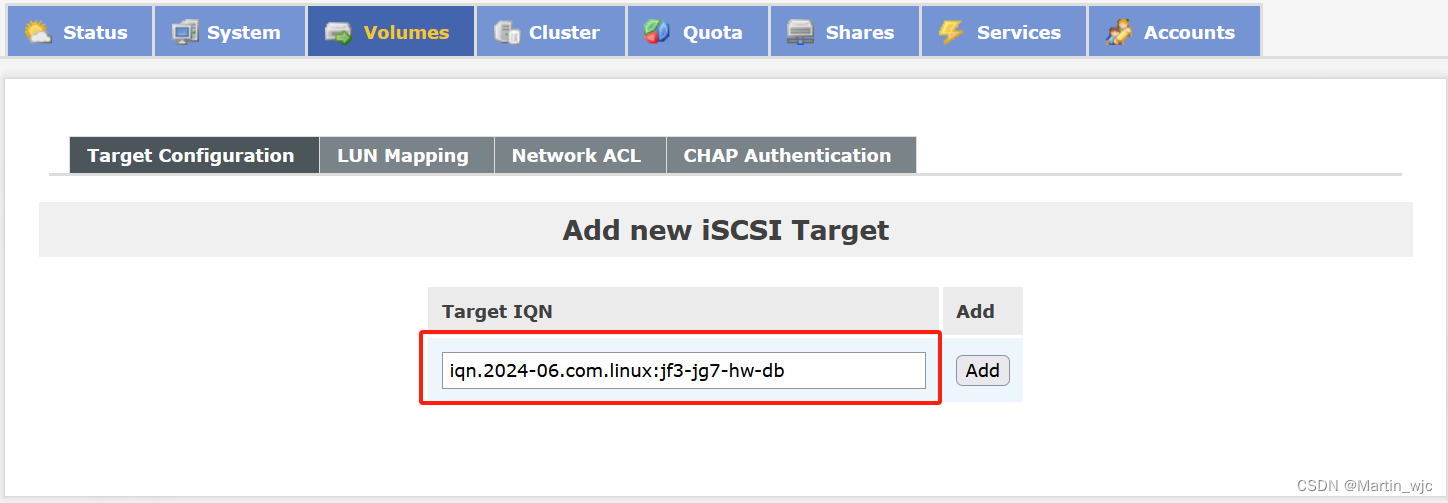 Status System Volumes Cluster Quota Shares Services Accounts
Target Configuration LUN Mapping Network ACL CHAP Authentication
Add new iSCSI Target
Target IQN Add
iqn.2024-06.com.linux:jf3-jg7-hw-db Add
CSDN @Martin_wjc